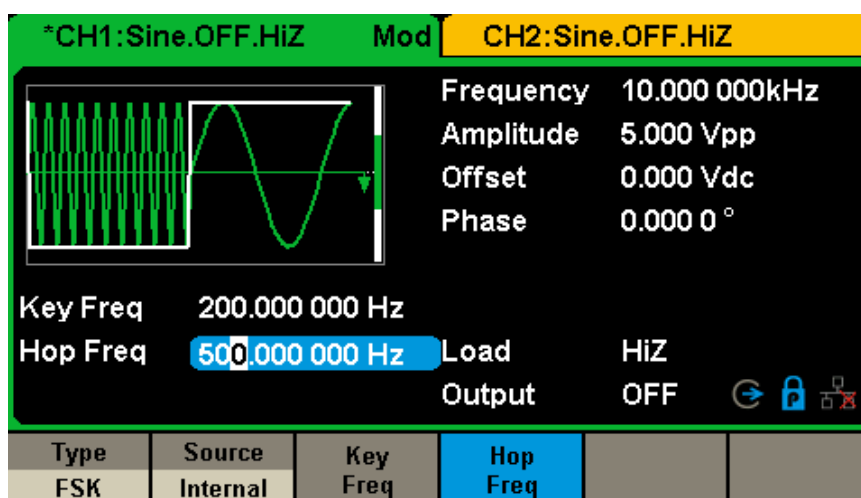 *CH1:Sine.OFF.HiZ Mod CH2:Sine.OFF.HiZ
Frequency 10.000 000kHz
Amplitude 5.000 Vpp
Offset 0.000 Vdc
Phase 0.000 0 °
Key Freq 200.000 000 Hz
Hop Freq 500.000 000 Hz
Load HiZ
Output OFF P
Type Source Key Freq Hop Freq
FSK Internal